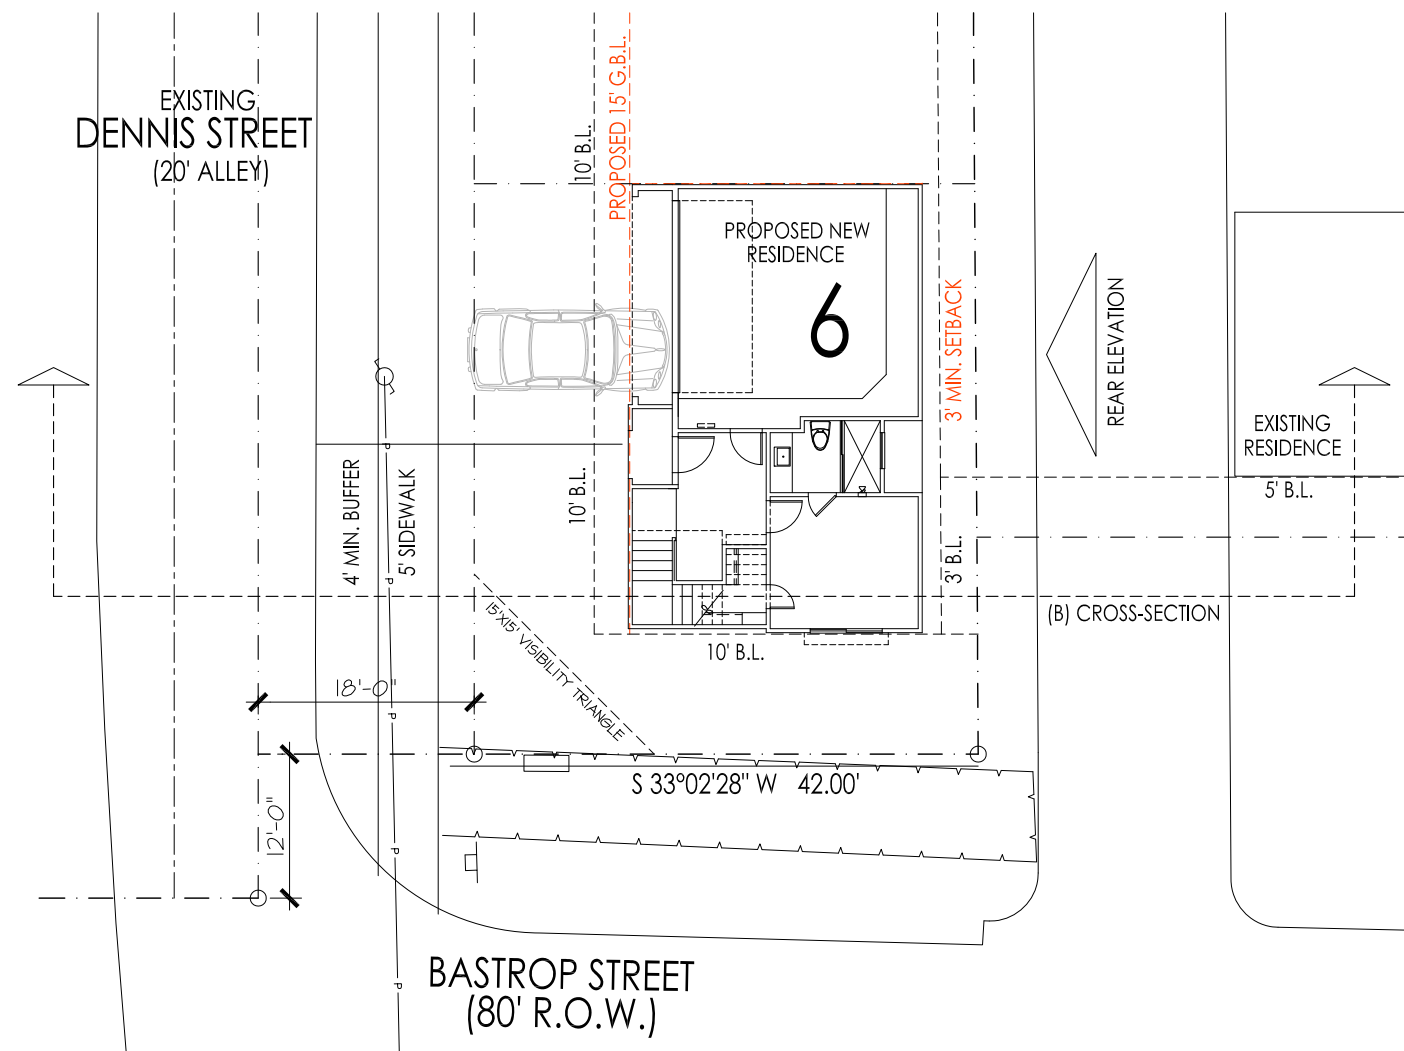 EXISTING
DENNIS STREET
(20' ALLEY)
10' B.L.
PROPOSED 15' G.B.L.
PROPOSED NEW
RESIDENCE
6
3' MIN. SETBACK
REAR ELEVATION
EXISTING
RESIDENCE
5' B.L.
4' MIN. BUFFER
5' SIDEWALK
10' B.L.
3' B.L.
(B) CROSS-SECTION
15'X15' VISIBILITY TRIANGLE
10' B.L.
18'-0"
12'-0"
S 33°02'28" W 42.00'
P
P
P
P
P
BASTROP STREET
(80' R.O.W.)